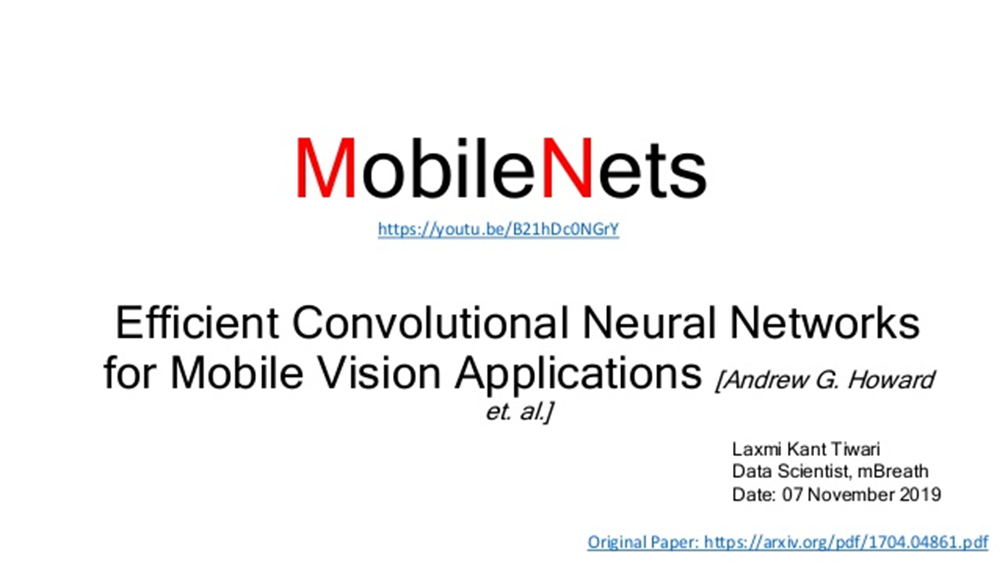 MobileNets
https://youtu.be/B21hDc0NGrY
Efficient Convolutional Neural Networks
for Mobile Vision Applications [Andrew G. Howard
et. al.]
Laxmi Kant Tiwari
Data Scientist, mBreath
Date: 07 November 2019
Original Paper: https://arxiv.org/pdf/1704.04861.pdf